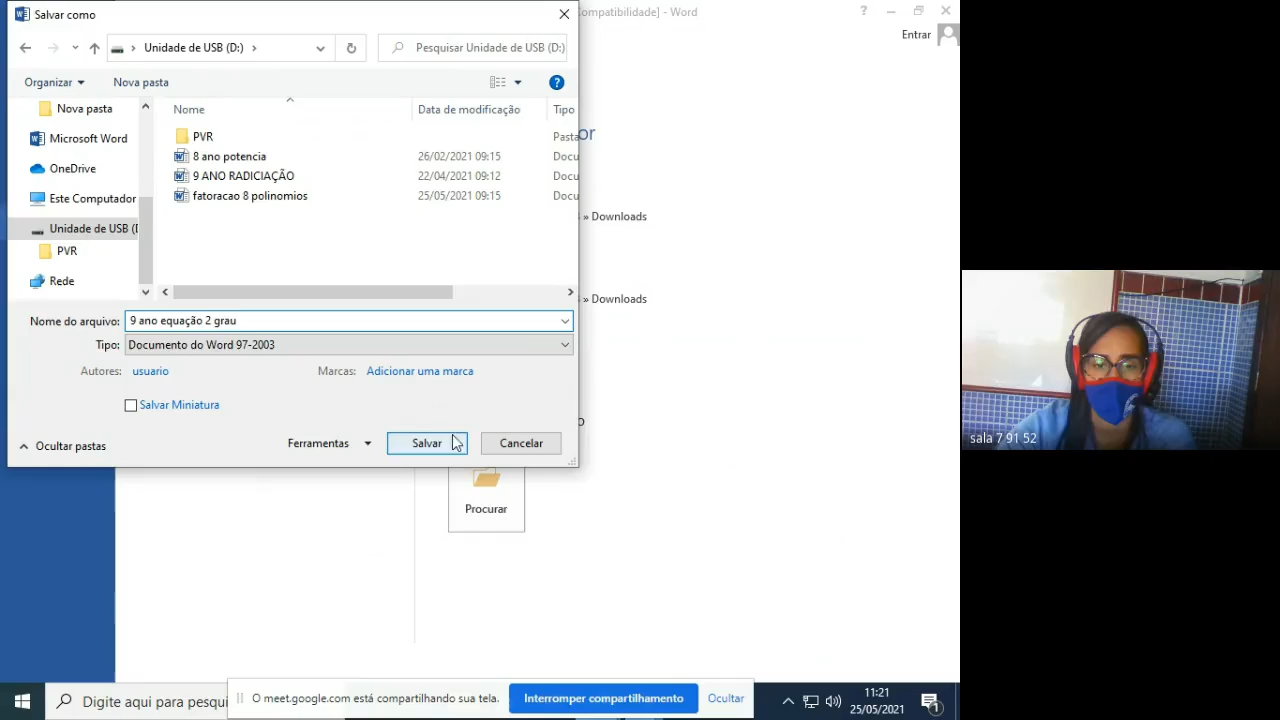 Salvar como
Compatibilidade] - Word
?
Entrar
Unidade de USB (D:)
Pesquisar Unidade de USB (D:)
Organizar
Nova pasta
?
Nova pasta
Microsoft Word
OneDrive
Este Computador
Unidade de USB (
PVR
Rede
Nome
Data de modificação
Tipo
PVR
Pasta
8 ano potencia
26/02/2021 09:15
Docu
9 ANO RADICIAÇÃO
22/04/2021 09:12
Docu
fatoracao 8 polinomios
25/05/2021 09:15
Docu
or
» Downloads
» Downloads
o
Nome do arquivo:
9 ano equação 2 grau
Tipo:
Documento do Word 97-2003
Autores:
usuario
Marcas:
Adicionar uma marca
Salvar Miniatura
Ocultar pastas
Ferramentas
Salvar
Cancelar
Procurar
sala 7 91 52
Digite aqui para pesqui
O meet.google.com está compartilhando sua tela.
Interromper compartilhamento
Ocultar
11:21
25/05/2021
1